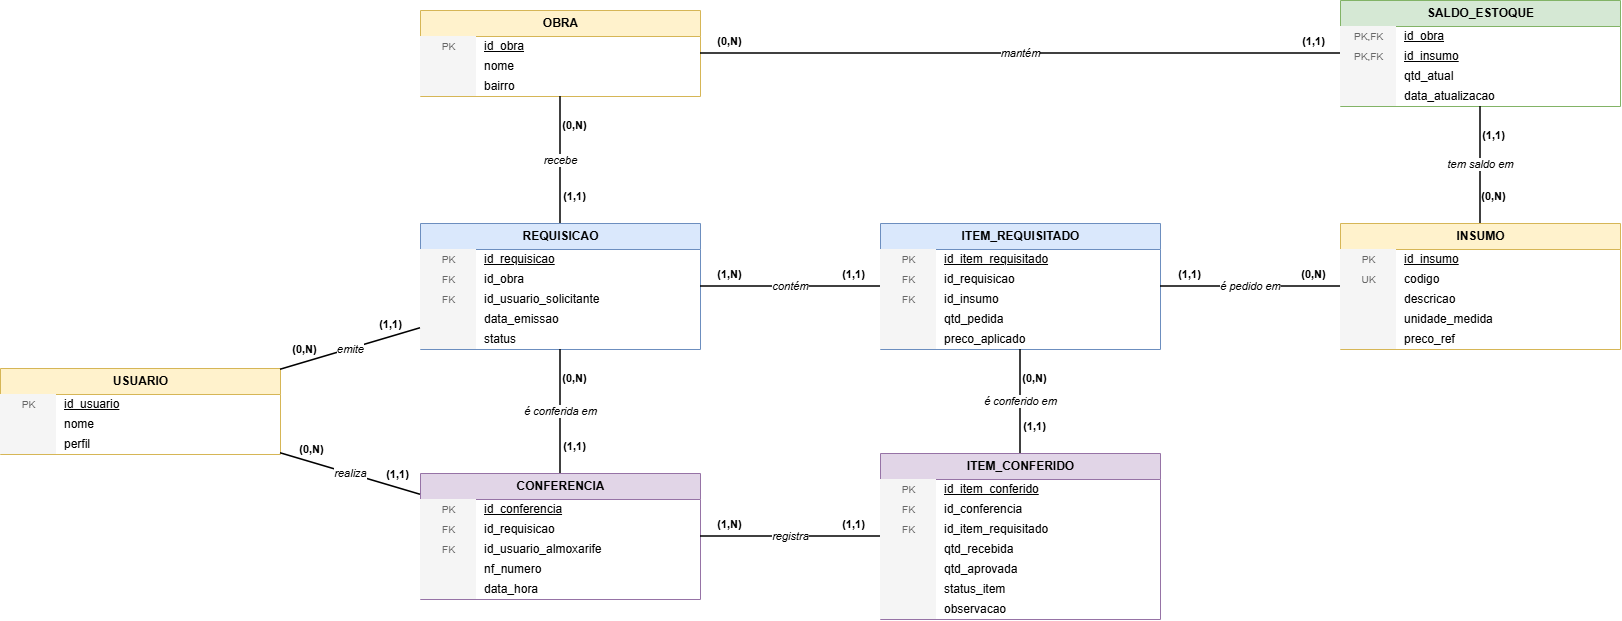 OBRA
PK id_obra
nome
bairro
(0,N) mantém (1,1)
SALDO_ESTOQUE
PK,FK id_obra
PK,FK id_insumo
qtd_atual
data_atualizacao
(0,N)
recebe
(1,1)
(1,1)
tem saldo em
(0,N)
REQUISICAO
PK id_requisicao
FK id_obra
FK id_usuario_solicitante
data_emissao
status
(1,N) contém (1,1)
ITEM_REQUISITADO
PK id_item_requisitado
FK id_requisicao
FK id_insumo
qtd_pedida
preco_aplicado
(1,1) é pedido em (0,N)
INSUMO
PK id_insumo
UK codigo
descricao
unidade_medida
preco_ref
(0,N) emite (1,1)
USUARIO
PK id_usuario
nome
perfil
(0,N) realiza (1,1)
(0,N)
é conferida em
(1,1)
(0,N)
é conferido em
(1,1)
CONFERENCIA
PK id_conferencia
FK id_requisicao
FK id_usuario_almoxarife
nf_numero
data_hora
(1,N) registra (1,1)
ITEM_CONFERIDO
PK id_item_conferido
FK id_conferencia
FK id_item_requisitado
qtd_recebida
qtd_aprovada
status_item
observacao